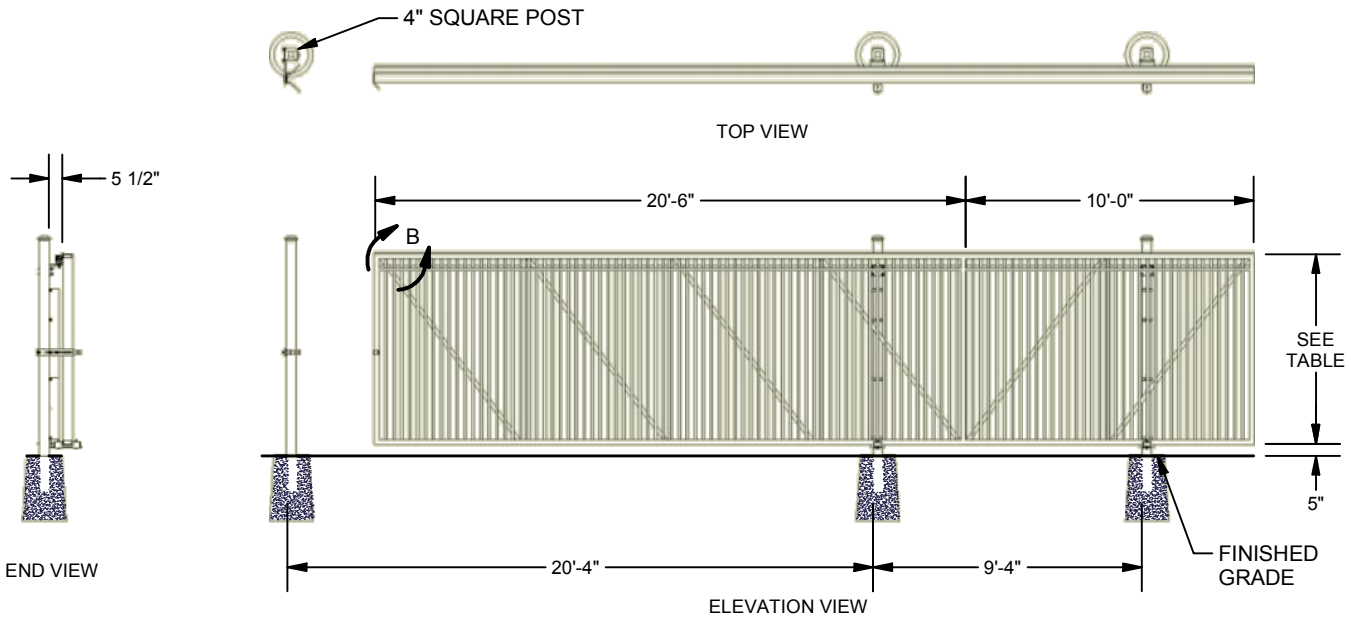 4" SQUARE POST
TOP VIEW
5 1/2"
20'-6"
10'-0"
B
SEE
TABLE
5"
FINISHED
GRADE
20'-4"
9'-4"
END VIEW
ELEVATION VIEW